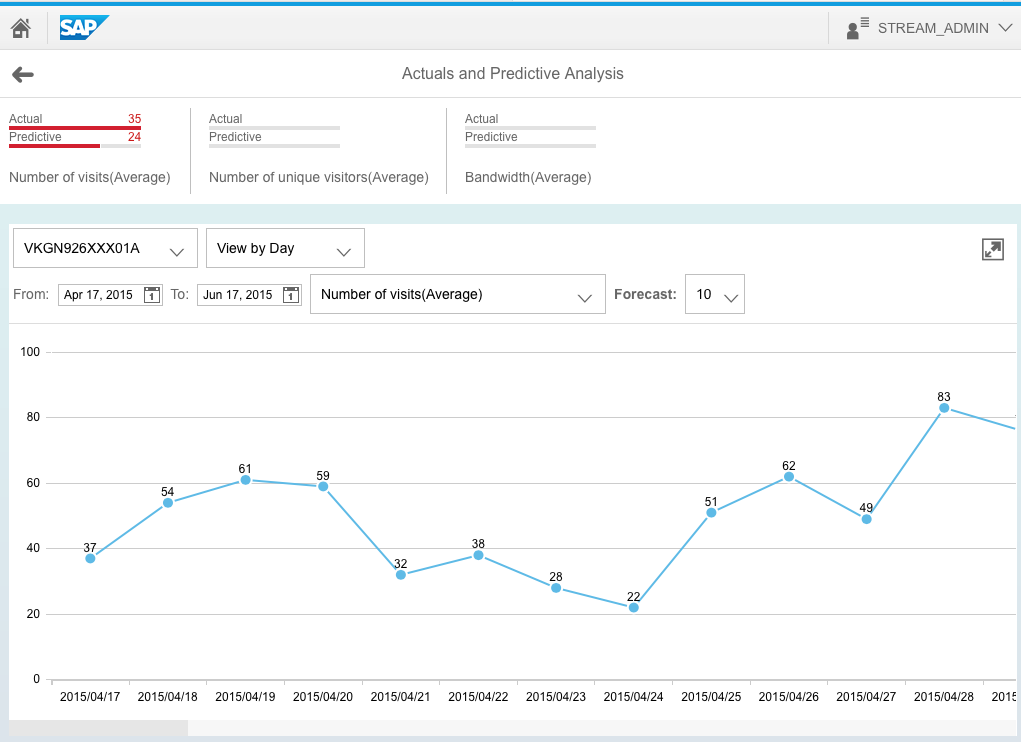 SAP STREAM_ADMIN
Actuals and Predictive Analysis
Actual 35
Predictive 24
Number of visits(Average)
Actual
Predictive
Number of unique visitors(Average)
Actual
Predictive
Bandwidth(Average)
VKGN926XXX01A View by Day
From: Apr 17, 2015 1 To: Jun 17, 2015 1 Number of visits(Average) Forecast: 10
100
80
60
40
20
0
37
54
61
59
32
38
28
22
51
62
49
83
2015/04/17 2015/04/18 2015/04/19 2015/04/20 2015/04/21 2015/04/22 2015/04/23 2015/04/24 2015/04/25 2015/04/26 2015/04/27 2015/04/28